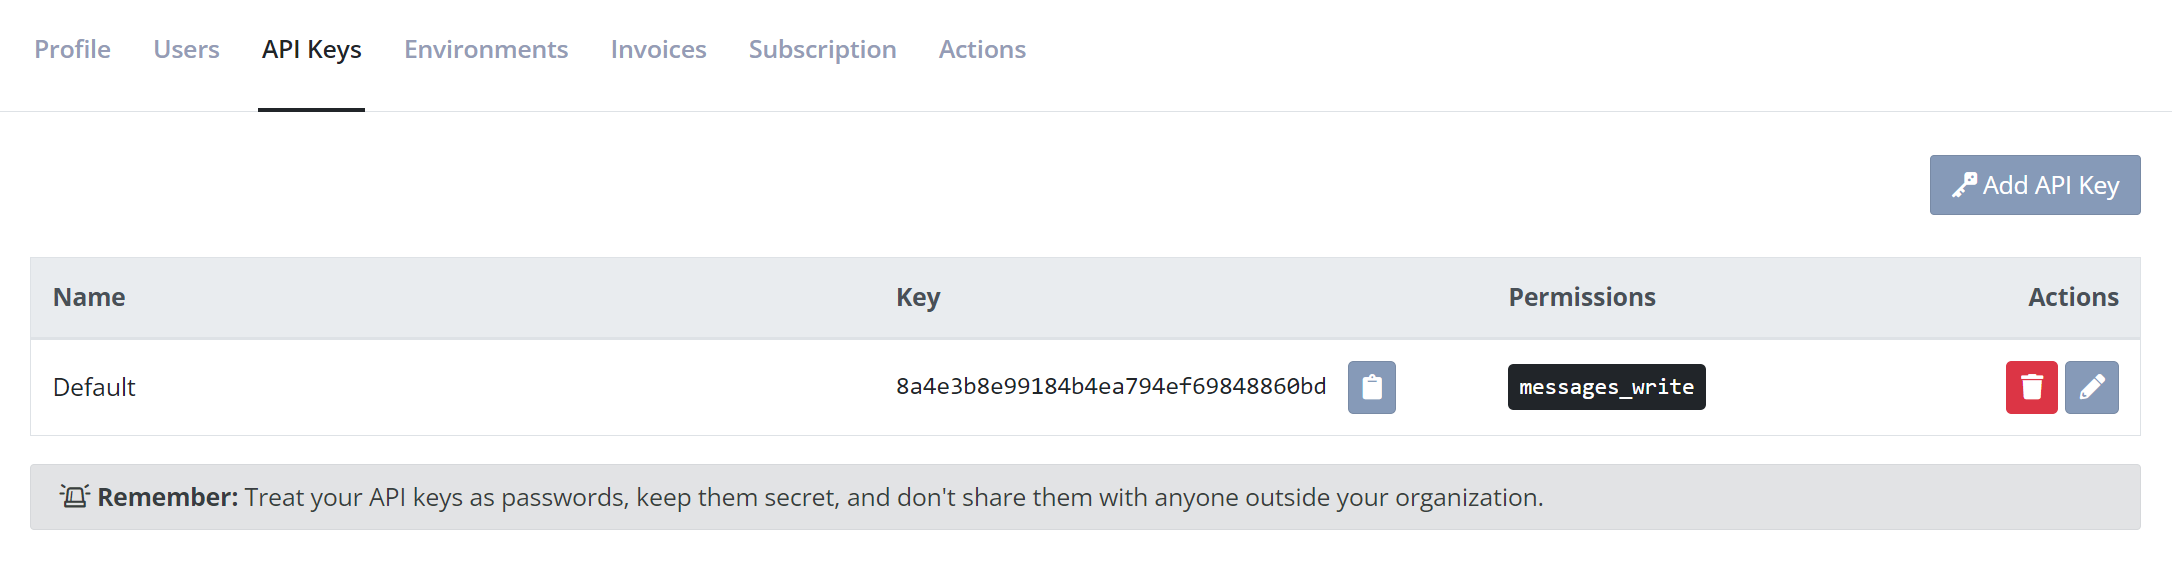 Profile Users API Keys Environments Invoices Subscription Actions
Add API Key
Name Key Permissions Actions
Default 8a4e3b8e99184b4ea794ef69848860bd messages_write
Remember: Treat your API keys as passwords, keep them secret, and don't share them with anyone outside your organization.